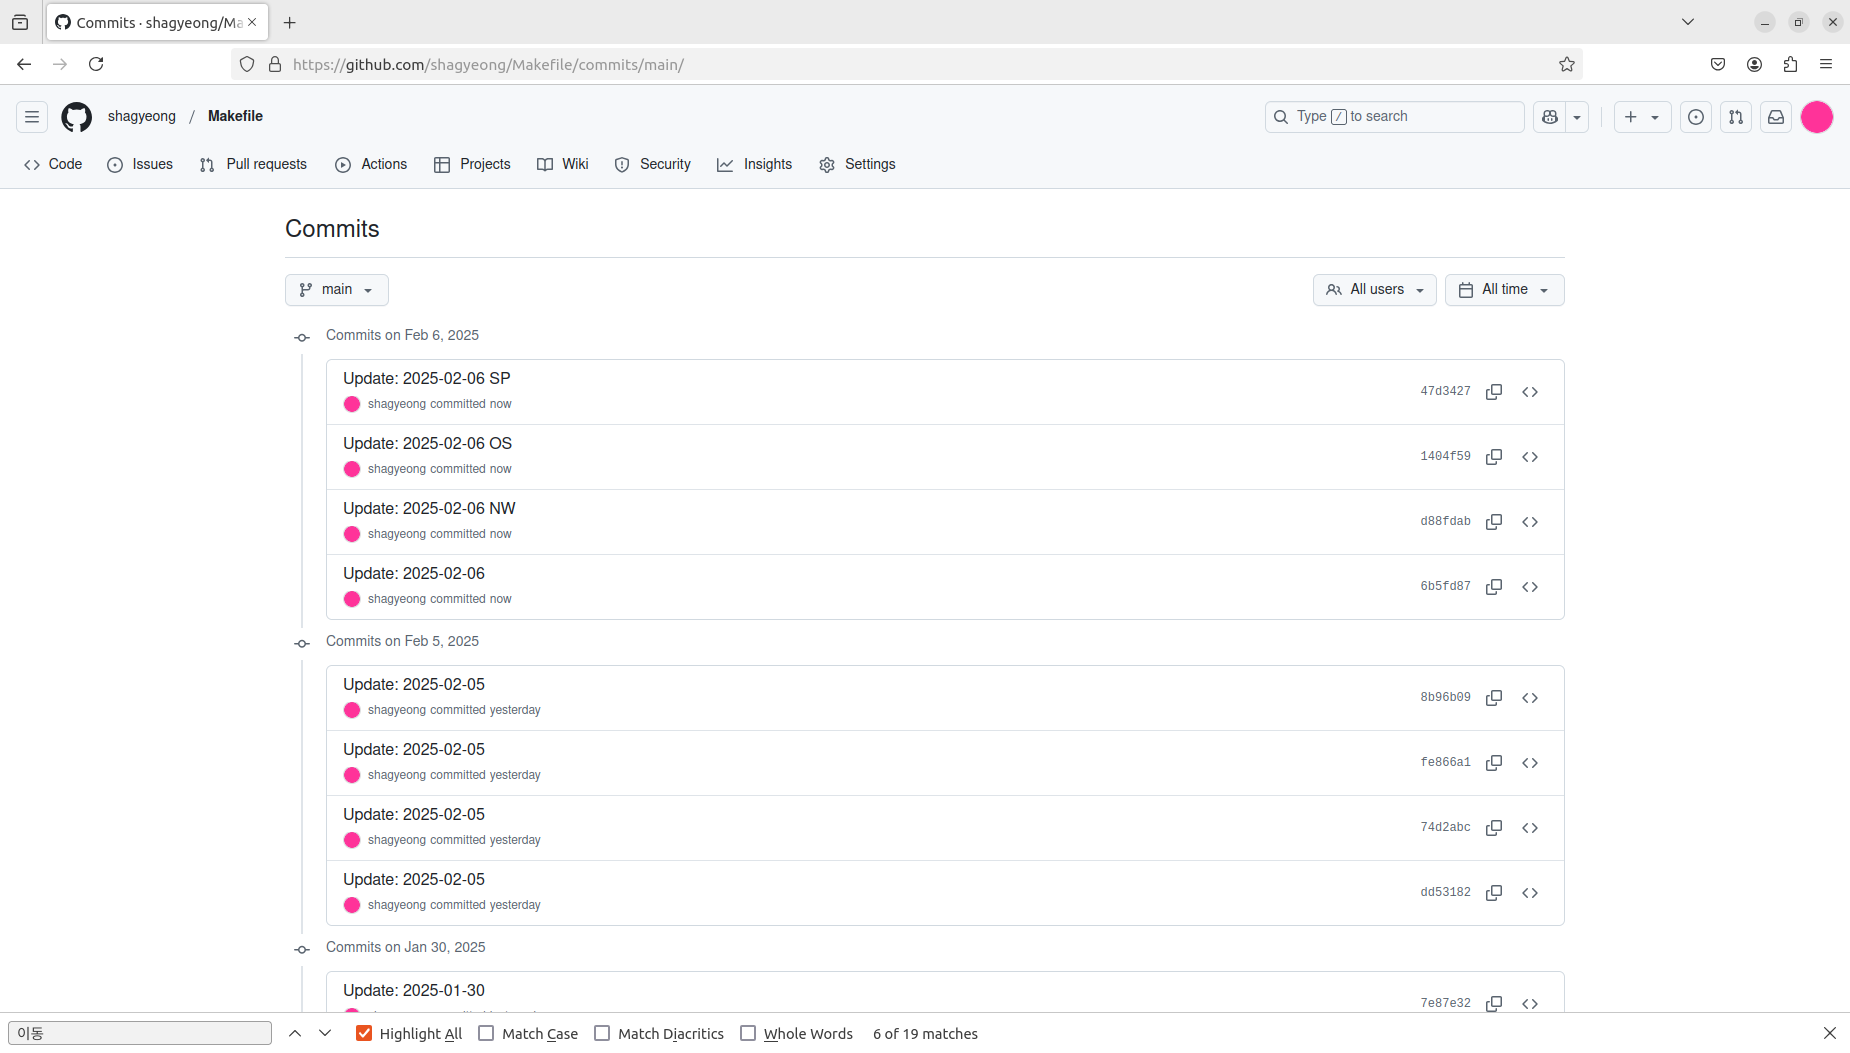 Commits · shagyeong/Ma
https://github.com/shagyeong/Makefile/commits/main/
shagyeong / Makefile
Type / to search
Code Issues Pull requests Actions Projects Wiki Security Insights Settings
Commits
main All users All time
Commits on Feb 6, 2025
Update: 2025-02-06 SP
shagyeong committed now
47d3427
Update: 2025-02-06 OS
shagyeong committed now
1404f59
Update: 2025-02-06 NW
shagyeong committed now
d88fdab
Update: 2025-02-06
shagyeong committed now
6b5fd87
Commits on Feb 5, 2025
Update: 2025-02-05
shagyeong committed yesterday
8b96b09
Update: 2025-02-05
shagyeong committed yesterday
fe866a1
Update: 2025-02-05
shagyeong committed yesterday
74d2abc
Update: 2025-02-05
shagyeong committed yesterday
dd53182
Commits on Jan 30, 2025
Update: 2025-01-30
7e87e32
이동 Highlight All Match Case Match Diacritics Whole Words 6 of 19 matches